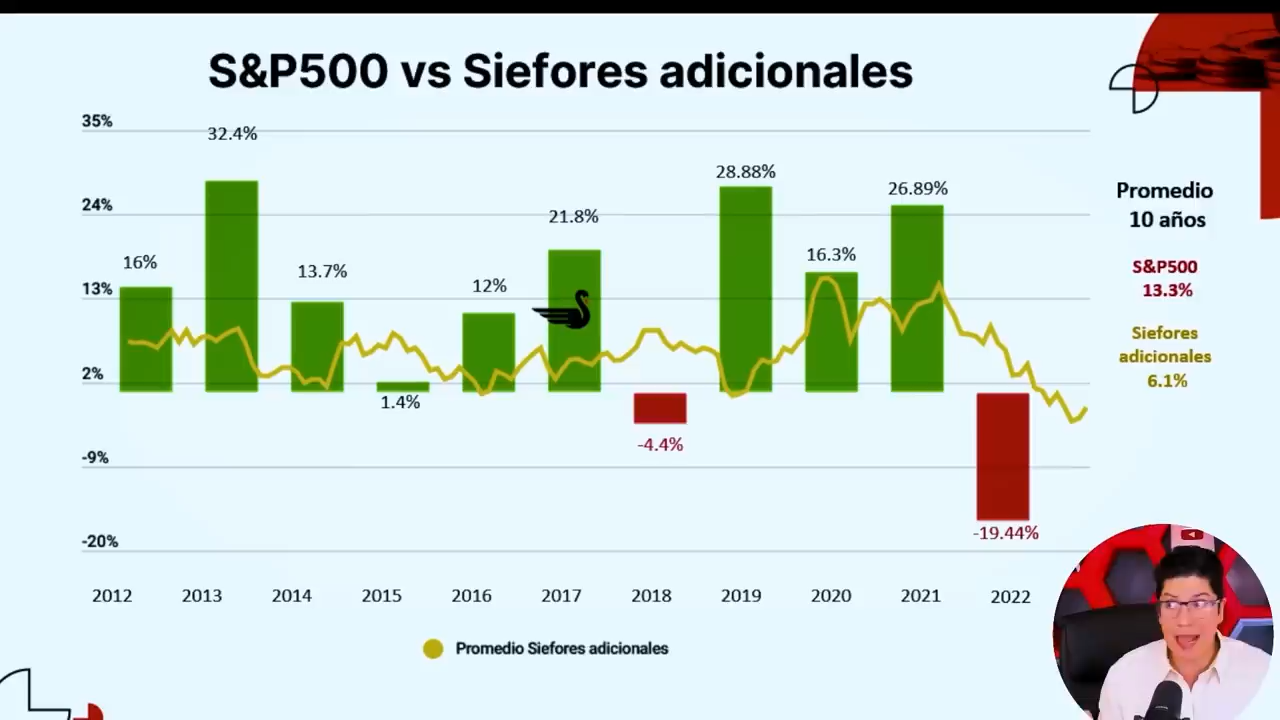 S&P500 vs Siefores adicionales
35%
24%
13%
2%
-9%
-20%
16%
32.4%
13.7%
1.4%
12%
21.8%
-4.4%
28.88%
16.3%
26.89%
-19.44%
2012 2013 2014 2015 2016 2017 2018 2019 2020 2021 2022
Promedio Siefores adicionales
Promedio
10 años
S&P500
13.3%
Siefores
adicionales
6.1%